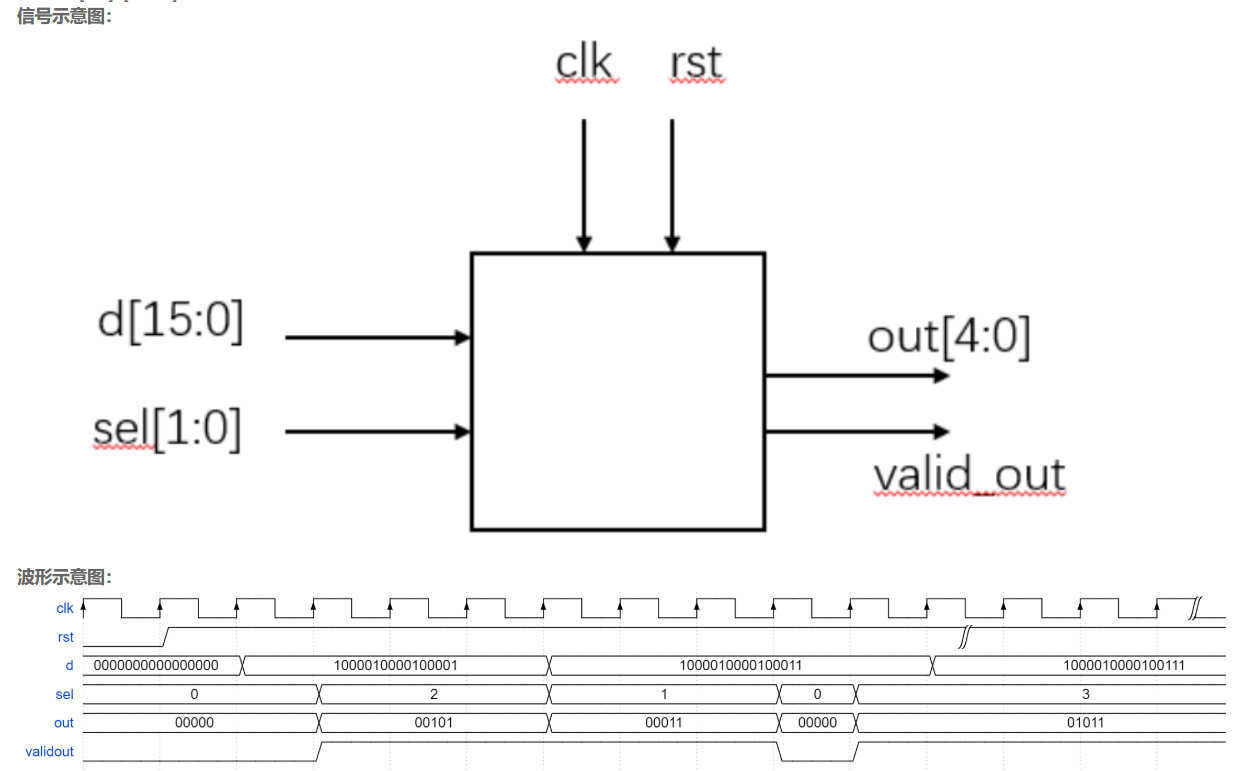 信号示意图:
clk rst
d[15:0]
out[4:0]
sel[1:0]
valid_out
波形示意图:
clk
rst
d 0000000000000000 1000010000100001 1000010000100011 1000010000100111
sel 0 2 1 0 3
out 00000 00101 00011 00000 01011
validout